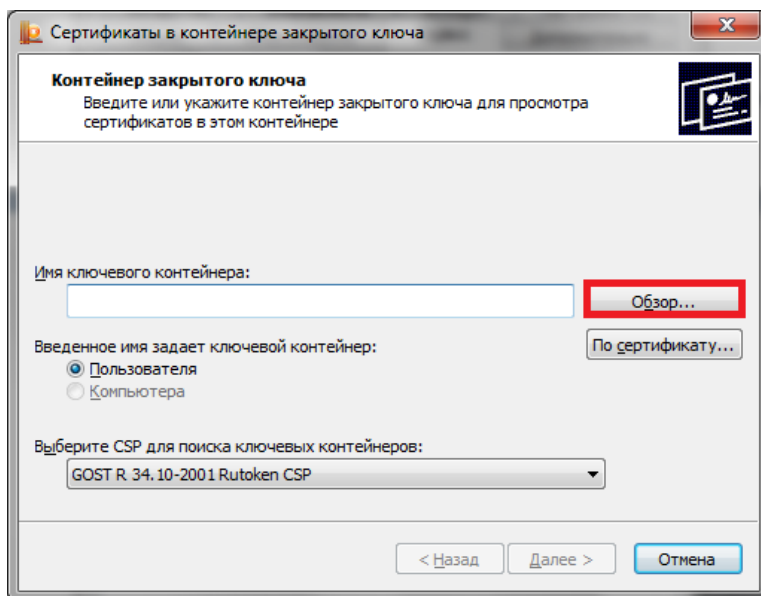 Сертификаты в контейнере закрытого ключа
Контейнер закрытого ключа
Введите или укажите контейнер закрытого ключа для просмотра
сертификатов в этом контейнере
Имя ключевого контейнера:
Обзор...
Введенное имя задает ключевой контейнер:
По сертификату...
Пользователя
Компьютера
Выберите CSP для поиска ключевых контейнеров:
GOST R 34.10-2001 Rutoken CSP
< Назад
Далее >
Отмена